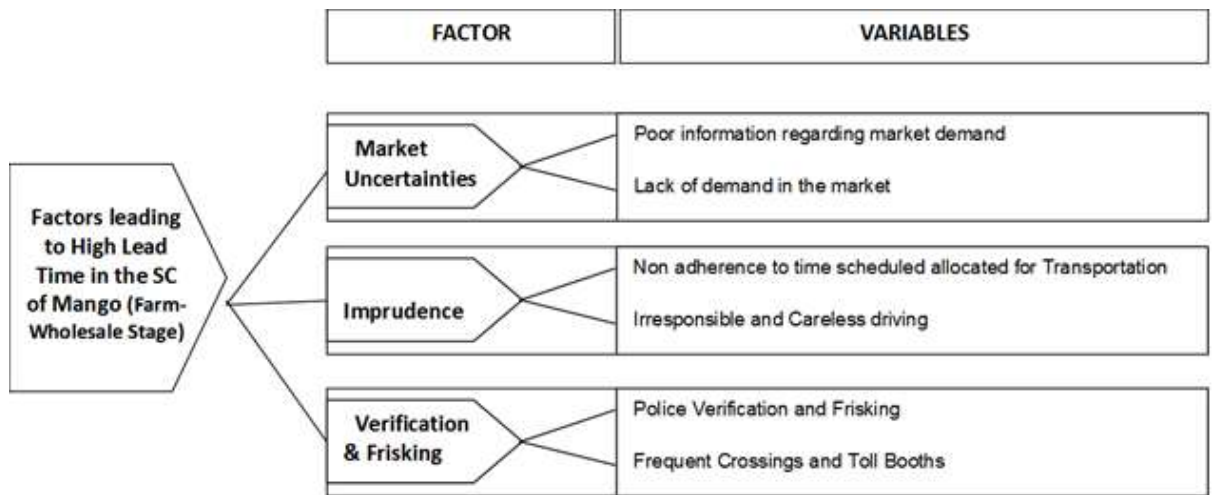 FACTOR
VARIABLES
Factors leading
to High Lead
Time in the SC
of Mango (Farm-
Wholesale Stage)
Market
Uncertainties
Poor information regarding market demand
Lack of demand in the market
Imprudence
Non adherence to time scheduled allocated for Transportation
Irresponsible and Careless driving
Verification
& Frisking
Police Verification and Frisking
Frequent Crossings and Toll Booths